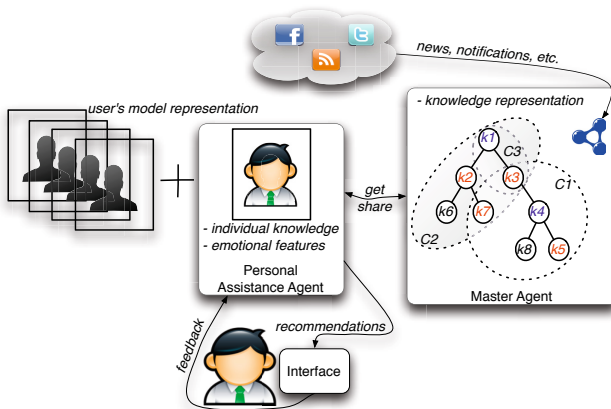 f
t
news, notifications, etc.
user's model representation
- knowledge representation
k1
C3
k2
k3
C1
k6
k7
k4
C2
k8
k5
Master Agent
get
share
- individual knowledge
- emotional features
Personal
Assistance Agent
feedback
recommendations
Interface